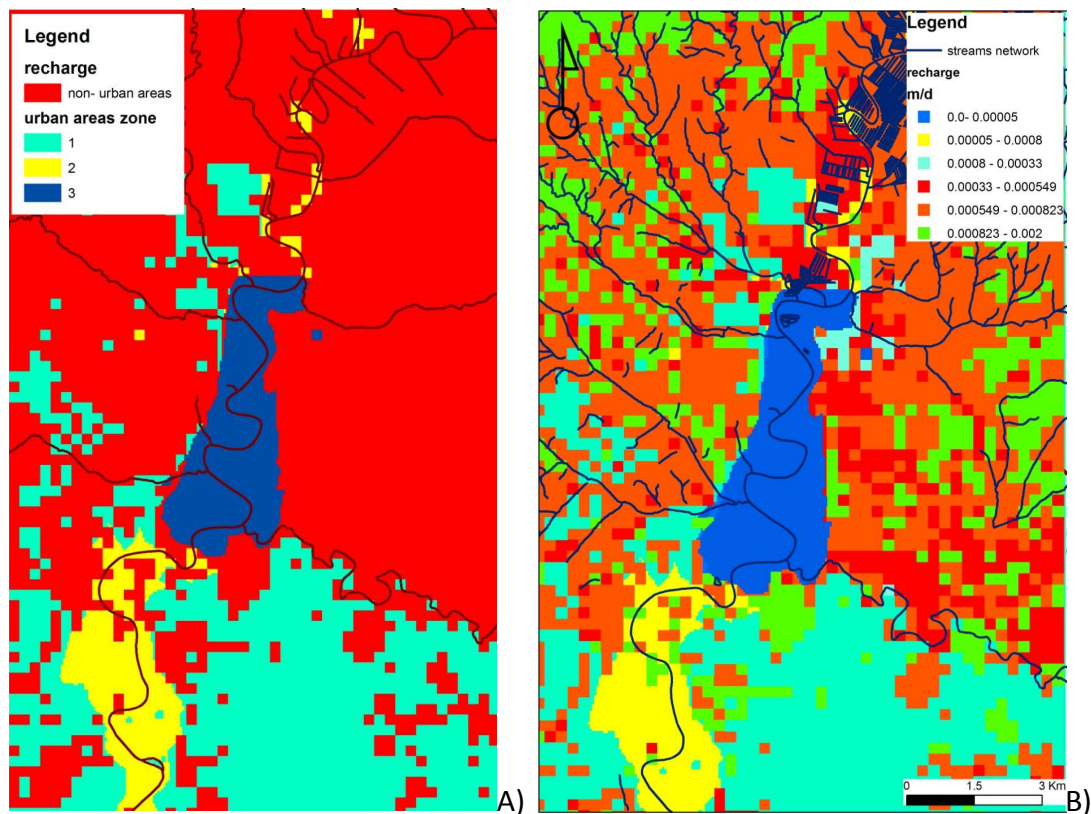 Legend
recharge
non- urban areas
urban areas zone
1
2
3
A)
Legend
streams network
recharge
m/d
0.0- 0.00005
0.00005 - 0.0008
0.0008 - 0.00033
0.00033 - 0.000549
0.000549 - 0.000823
0.000823 - 0.002
0 1.5 3 Km
B)